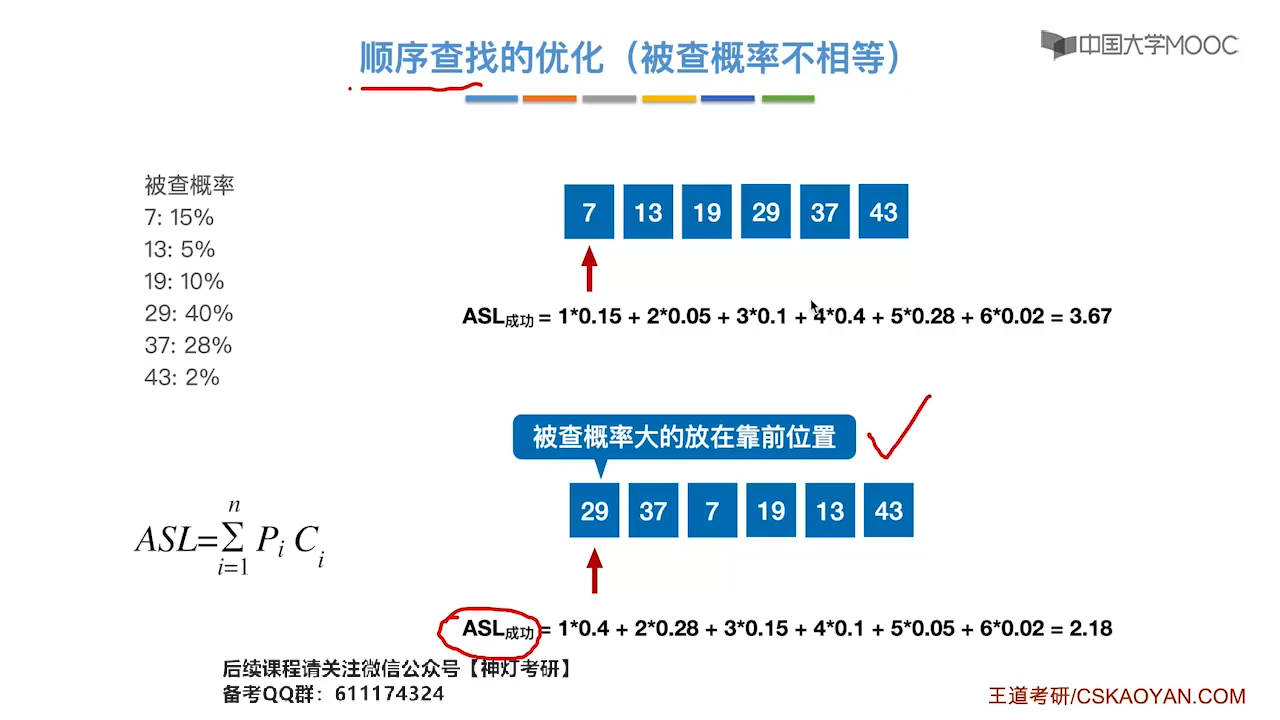 顺序查找的优化（被查概率不相等）
中国大学MOOC
被查概率
7: 15%
13: 5%
19: 10%
29: 40%
37: 28%
43: 2%
7 13 19 29 37 43
ASL成功 = 1*0.15 + 2*0.05 + 3*0.1 + 4*0.4 + 5*0.28 + 6*0.02 = 3.67
被查概率大的放在靠前位置
29 37 7 19 13 43
n
ASL=Σ Pi Ci
i=1
ASL成功 = 1*0.4 + 2*0.28 + 3*0.15 + 4*0.1 + 5*0.05 + 6*0.02 = 2.18
后续课程请关注微信公众号【神灯考研】
备考QQ群：611174324
王道考研/CSKAOYAN.COM